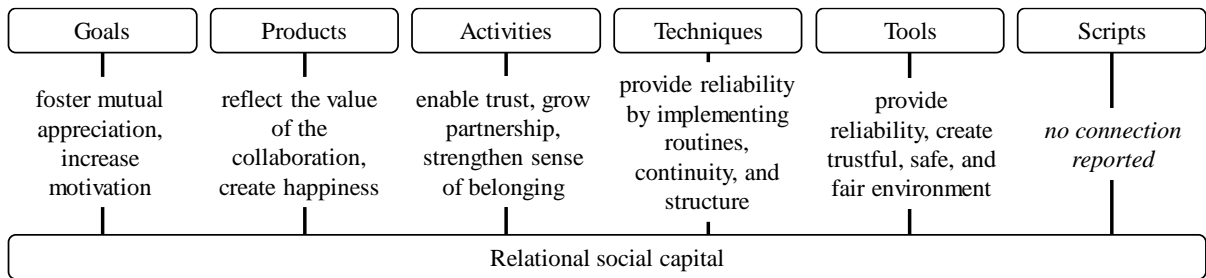 Goals
Products
Activities
Techniques
Tools
Scripts
foster mutual
appreciation,
increase
motivation
reflect the value
of the
collaboration,
create happiness
enable trust, grow
partnership,
strengthen sense
of belonging
provide reliability
by implementing
routines,
continuity, and
structure
provide
reliability, create
trustful, safe, and
fair environment
no connection
reported
Relational social capital